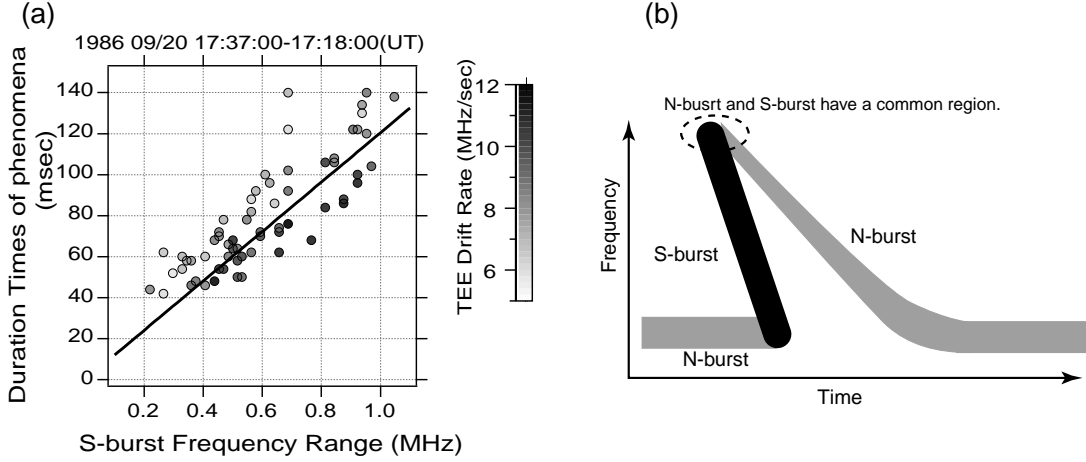 (a)
1986 09/20 17:37:00-17:18:00(UT)
Duration Times of phenomena
(msec)
140
120
100
80
60
40
20
0
0.2 0.4 0.6 0.8 1.0
S-burst Frequency Range (MHz)
TEE Drift Rate (MHz/sec)
12
10
8
6
(b)
N-busrt and S-burst have a common region.
Frequency
S-burst
N-burst
N-burst
Time